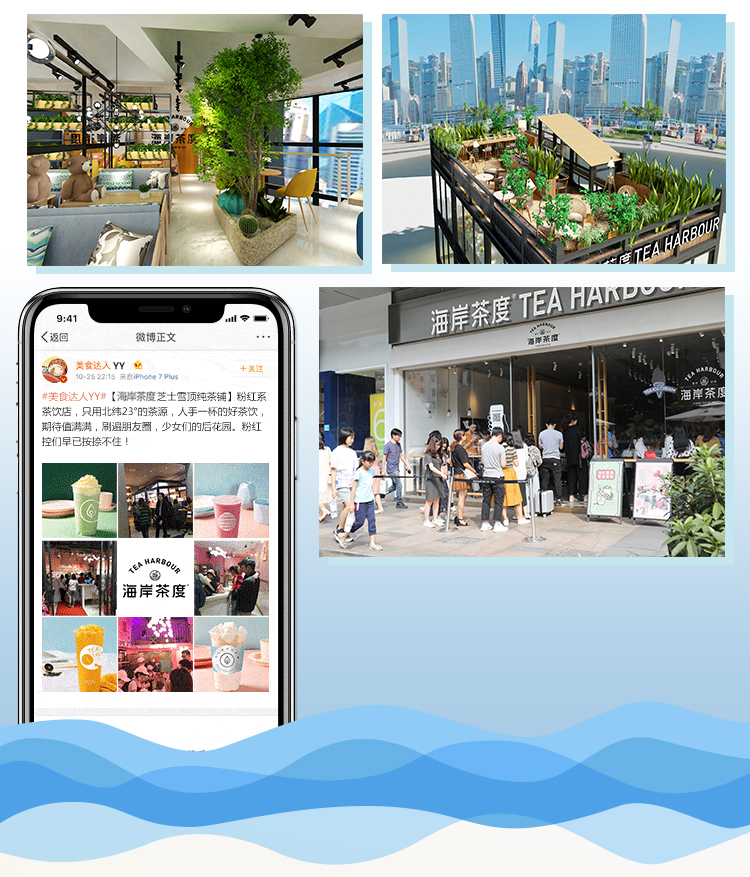 TEA HARBOUR
海岸茶度
茶度 TEA HARBOUR
9:41
返回
微博正文
美食达人 YY
+关注
10-25 22:15 来自iPhone 7 Plus
#美食达人YY#【海岸茶度芝士雪顶纯茶铺】粉红系
茶饮店，只用北纬23°的茶源，人手一杯的好茶饮，
期待值满满，刷遍朋友圈，少女们的后花园。粉红
控们早已按捺不住！
TEA HARBOUR
海岸茶度
海岸茶度 TEA HARBOUR
海岸茶度
TEA HARBOUR
海岸茶度